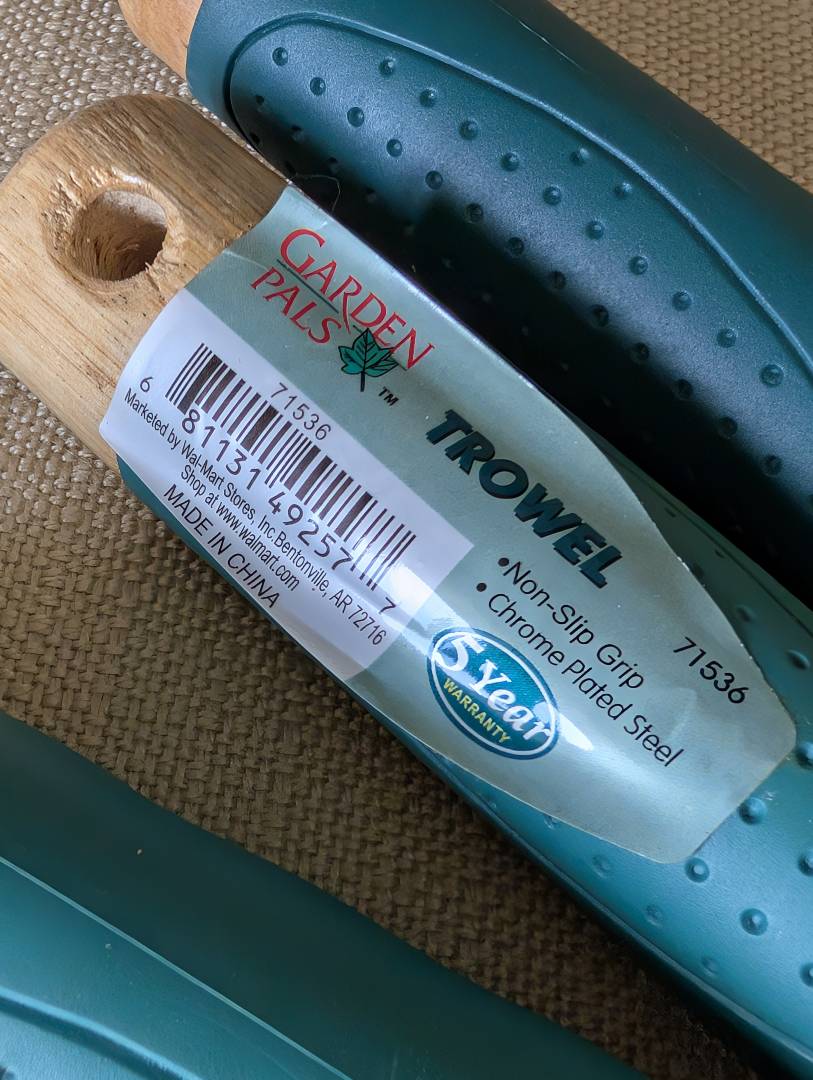 GARDEN
PALS
TM
TROWEL
•Non-Slip Grip
• Chrome Plated Steel
71536
5 Year
WARRANTY
71536
6 81131 49257 7
Marketed by Wal-Mart Stores, Inc.Bentonville, AR 72716
Shop at www.walmart.com
MADE IN CHINA